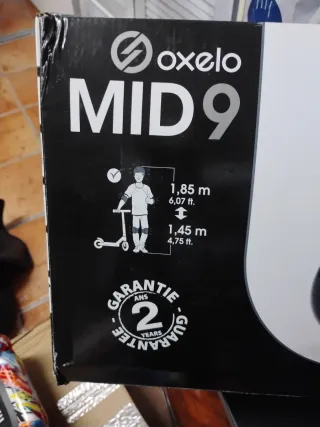 oxelo
MID9
1,85 m
6,07 ft.
1,45 m
4,75 ft.
GARANTIE
ANS
2
YEARS
GUARANTEE